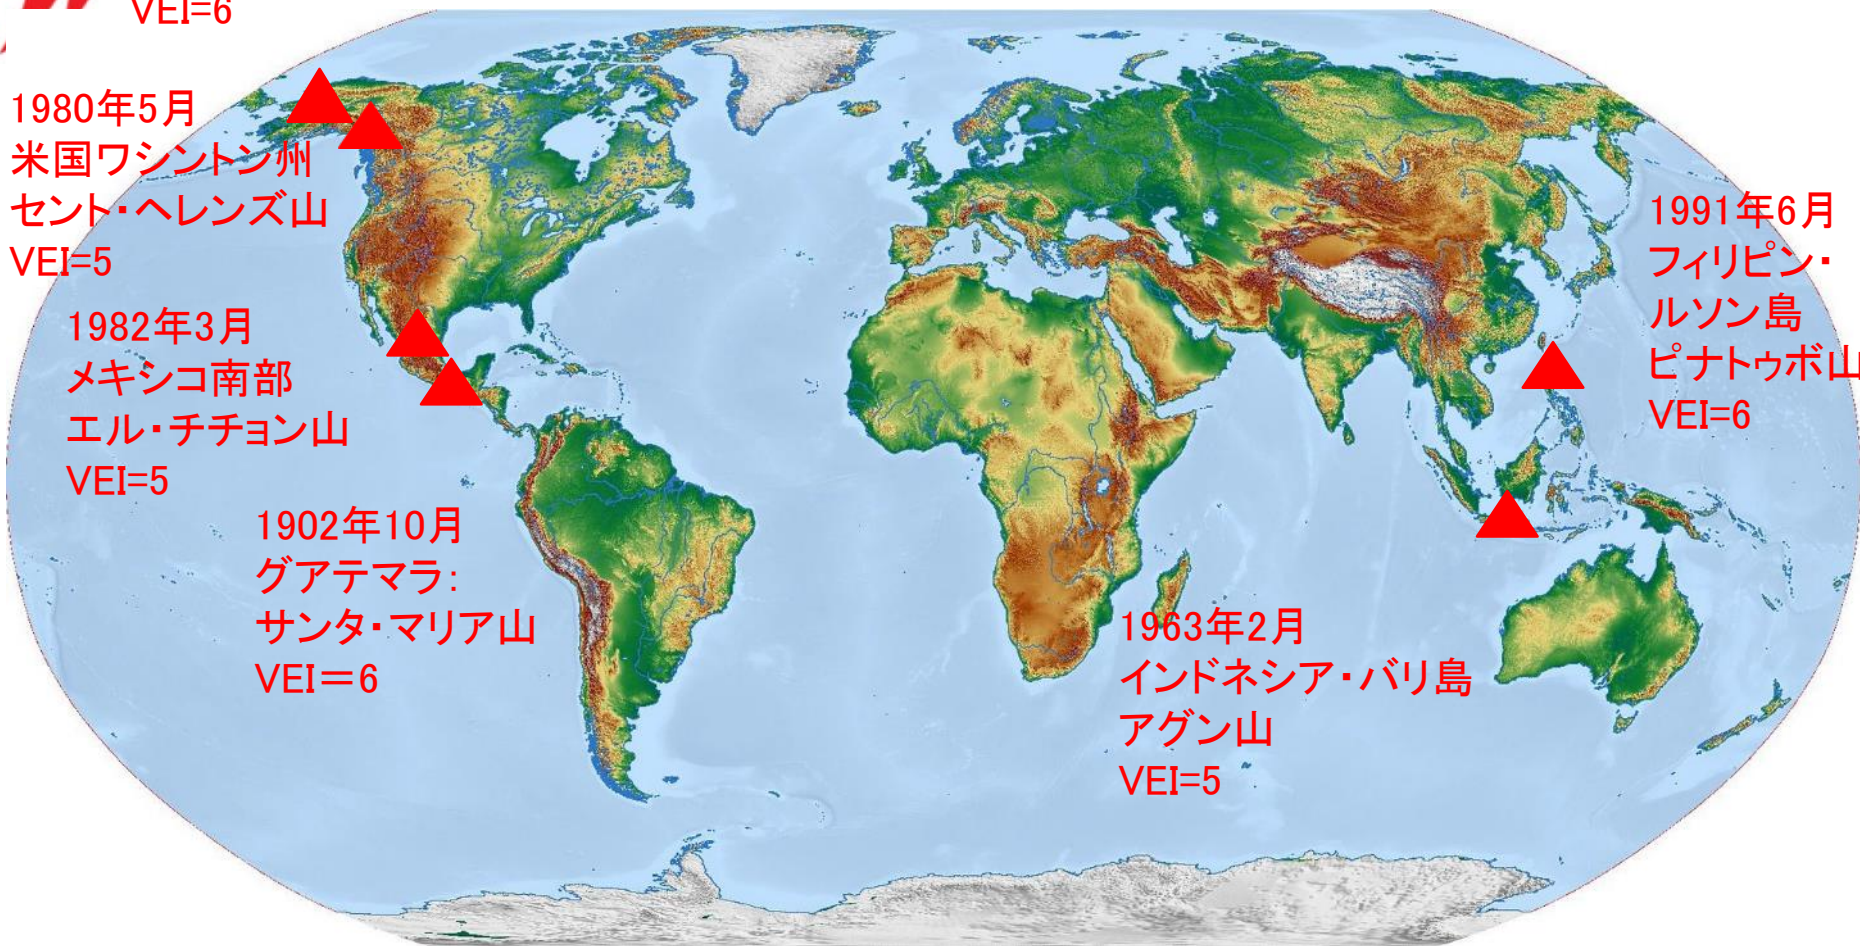 VEI=6
1980年5月
米国ワシントン州
セント・ヘレンズ山
VEI=5
1982年3月
メキシコ南部
エル・チチョン山
VEI=5
1902年10月
グアテマラ：
サンタ・マリア山
VEI＝6
1963年2月
インドネシア・バリ島
アグン山
VEI=5
1991年6月
フィリピン・
ルソン島
ピナトゥボ山
VEI=6